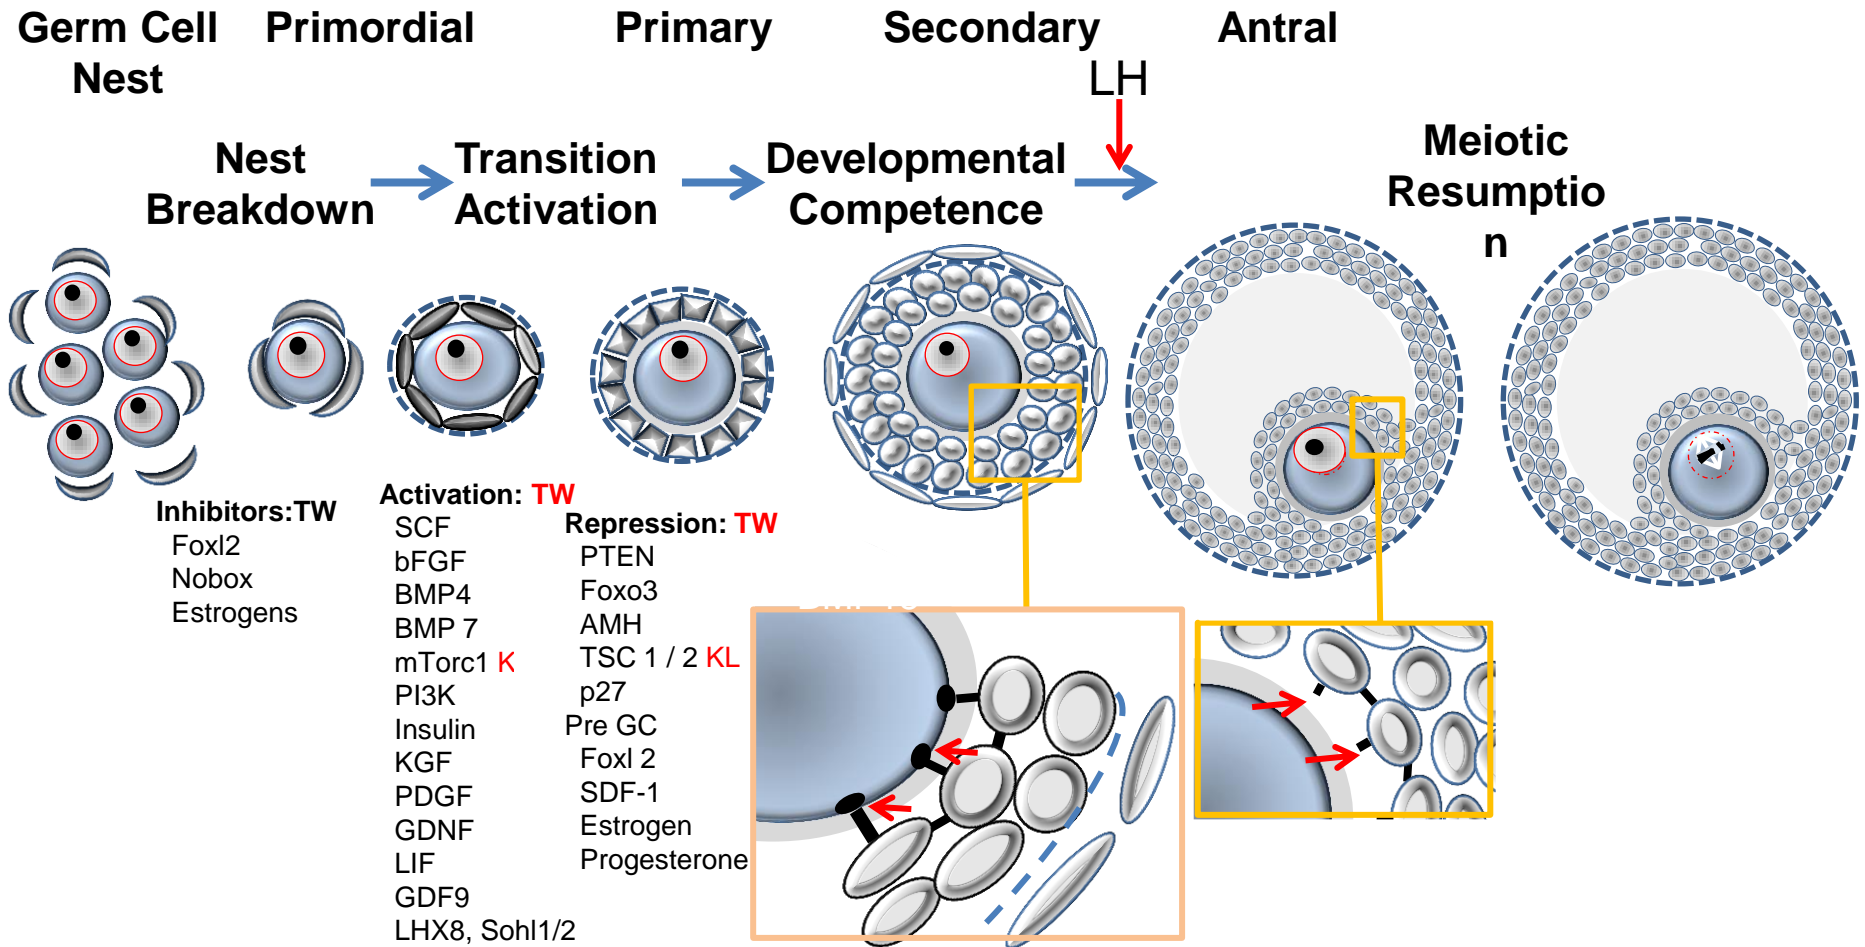 Germ Cell
Nest
Primordial
Primary
Secondary
Antral
LH
Nest
Breakdown
Transition
Activation
Developmental
Competence
Meiotic
Resumptio
n
Inhibitors:TW
Foxl2
Nobox
Estrogens
Activation: TW
SCF
bFGF
BMP4
BMP 7
mTorc1 K
PI3K
Insulin
KGF
PDGF
GDNF
LIF
GDF9
LHX8, Sohl1/2
Repression: TW
PTEN
Foxo3
AMH
TSC 1 / 2 KL
p27
Pre GC
Foxl 2
SDF-1
Estrogen
Progesterone